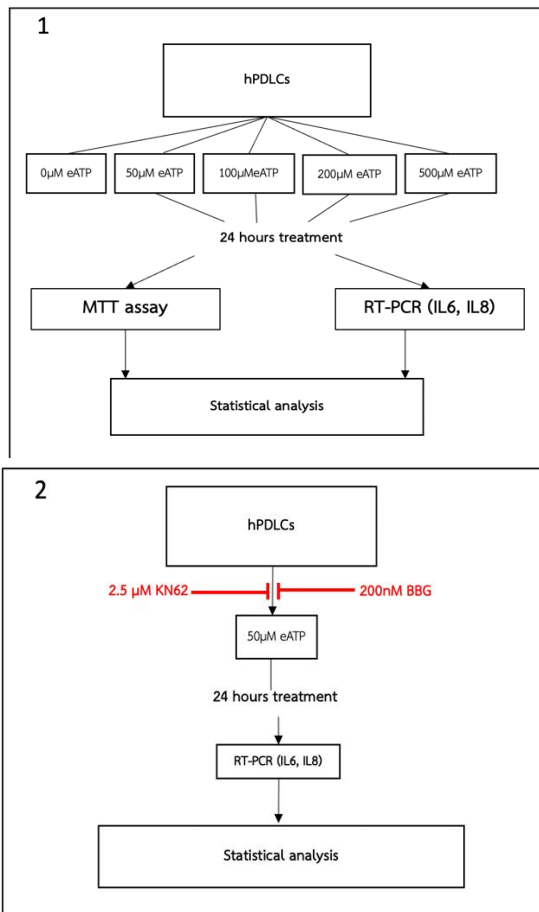 1
hPDLCs
0µM eATP
50µM eATP
100µMeATP
200µM eATP
500µM eATP
24 hours treatment
MTT assay
RT-PCR (IL6, IL8)
Statistical analysis
2
hPDLCs
2.5 µM KN62
200nM BBG
50µM eATP
24 hours treatment
RT-PCR (IL6, IL8)
Statistical analysis